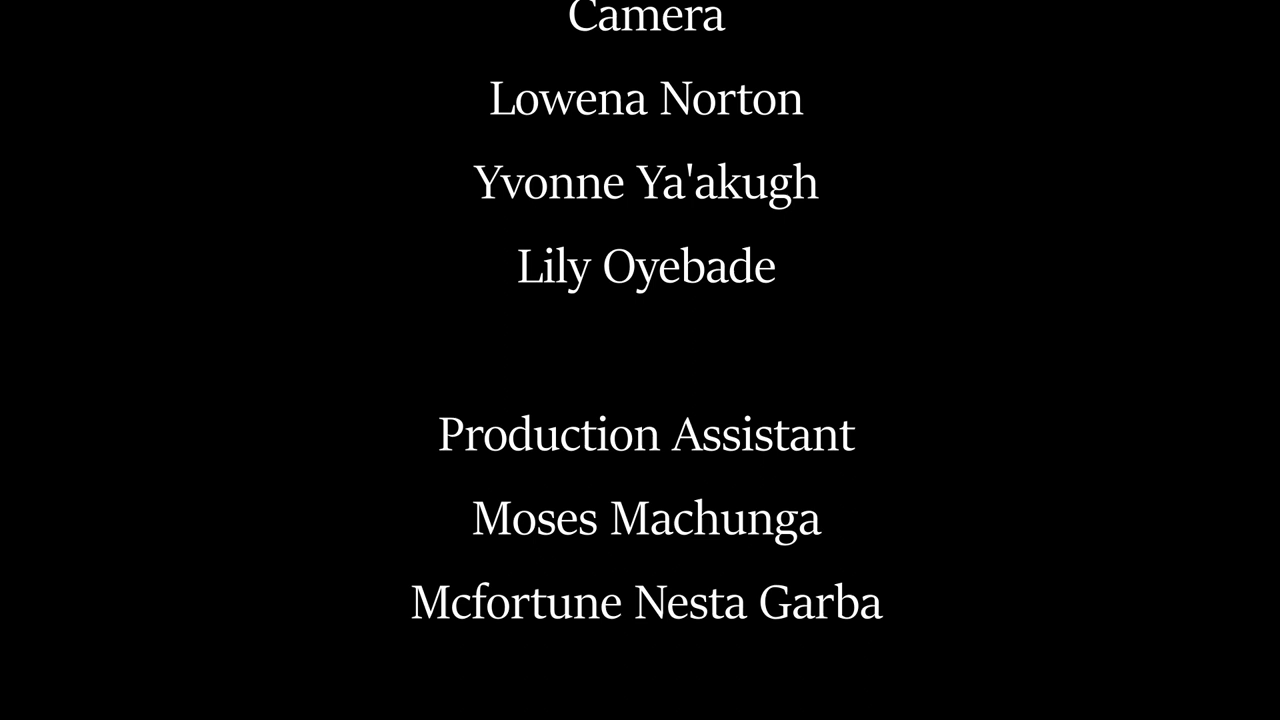 Camera
Lowena Norton
Yvonne Ya'akugh
Lily Oyebade
Production Assistant
Moses Machunga
Mcfortune Nesta Garba